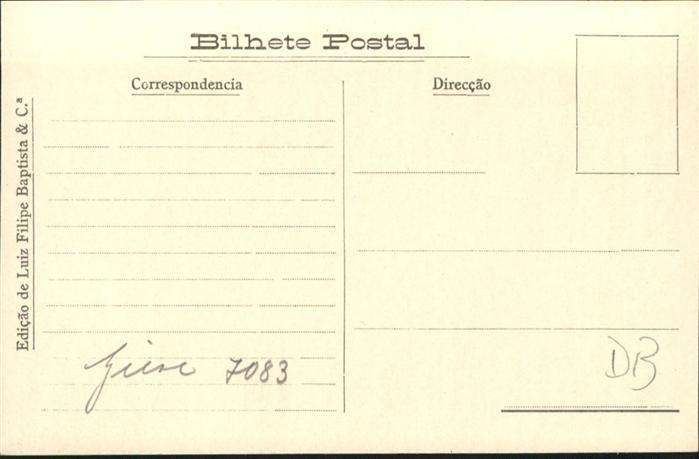 Bilhete Postal
Correspondencia
Direcção
Edição de Luiz Filipe Baptista & C.ª
7083
DB